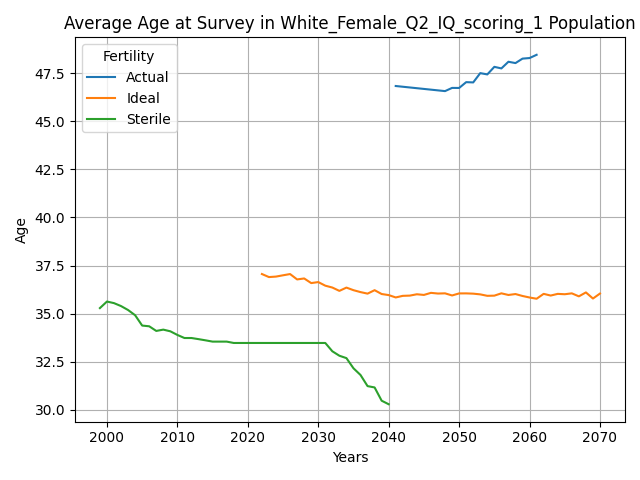 Average Age at Survey in White_Female_Q2_IQ_scoring_1 Population
Fertility
Actual
Ideal
Sterile
Age
47.5
45.0
42.5
40.0
37.5
35.0
32.5
30.0
2000 2010 2020 2030 2040 2050 2060 2070
Years